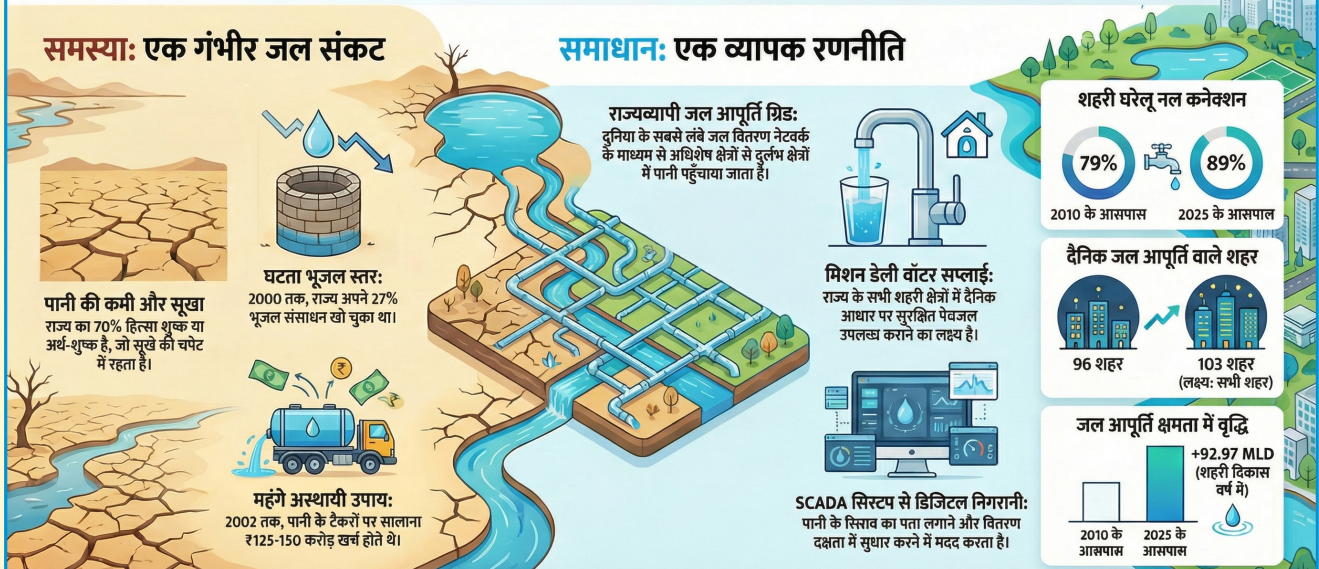 समस्या: एक गंभीर जल संकट
पानी की कमी और सूखा
राज्य का 70% हित्सा शुष्क या
अर्थ-शुष्क है, जो सूखे की चपेट
में रहता है।
घटता भूजल स्तर:
2000 तक, राज्य अपने 27%
भूजल संसाधन खो चुका था।
महंगे अस्थायी उपाय:
2002 तक, पानी के टैकरों पर सालाना
₹125-150 करोड़ खर्च होते थे।
समाधान: एक व्यापक रणनीति
राज्यव्यापी जल आपूर्ति ग्रिड:
दुनिया के सबसे लंबे जल वितरण नेटवर्क
के माध्यम से अधिशेष क्षेत्रों से दुर्लभ क्षेत्रों
में पानी पहुँचाया जाता है।
मिशन डेली वॉटर सप्लाई:
राज्य के सभी शहरी क्षेत्रों में दैनिक
आधार पर सुरक्षित पेवजल
उपलब्ध कराने का लक्ष्य है।
SCADA सिस्टप से डिजिटल निगरानी:
पानी के रिसाव का पता लगाने और वितरण
दक्षता में सुधार करने में मदद करता है।
शहरी घरेलू नल कनेक्शन
79%
89%
2010 के आसपास
2025 के आसपाल
दैनिक जल आपूर्ति वाले शहर
96 शहर
103 शहर
(लक्ष्य: सभी शहर)
जल आपूर्ति क्षमता में वृद्धि
+92.97 MLD
(शहरी दिकास
वर्ष में)
2010 के
आसपास
2025 के
आसपास